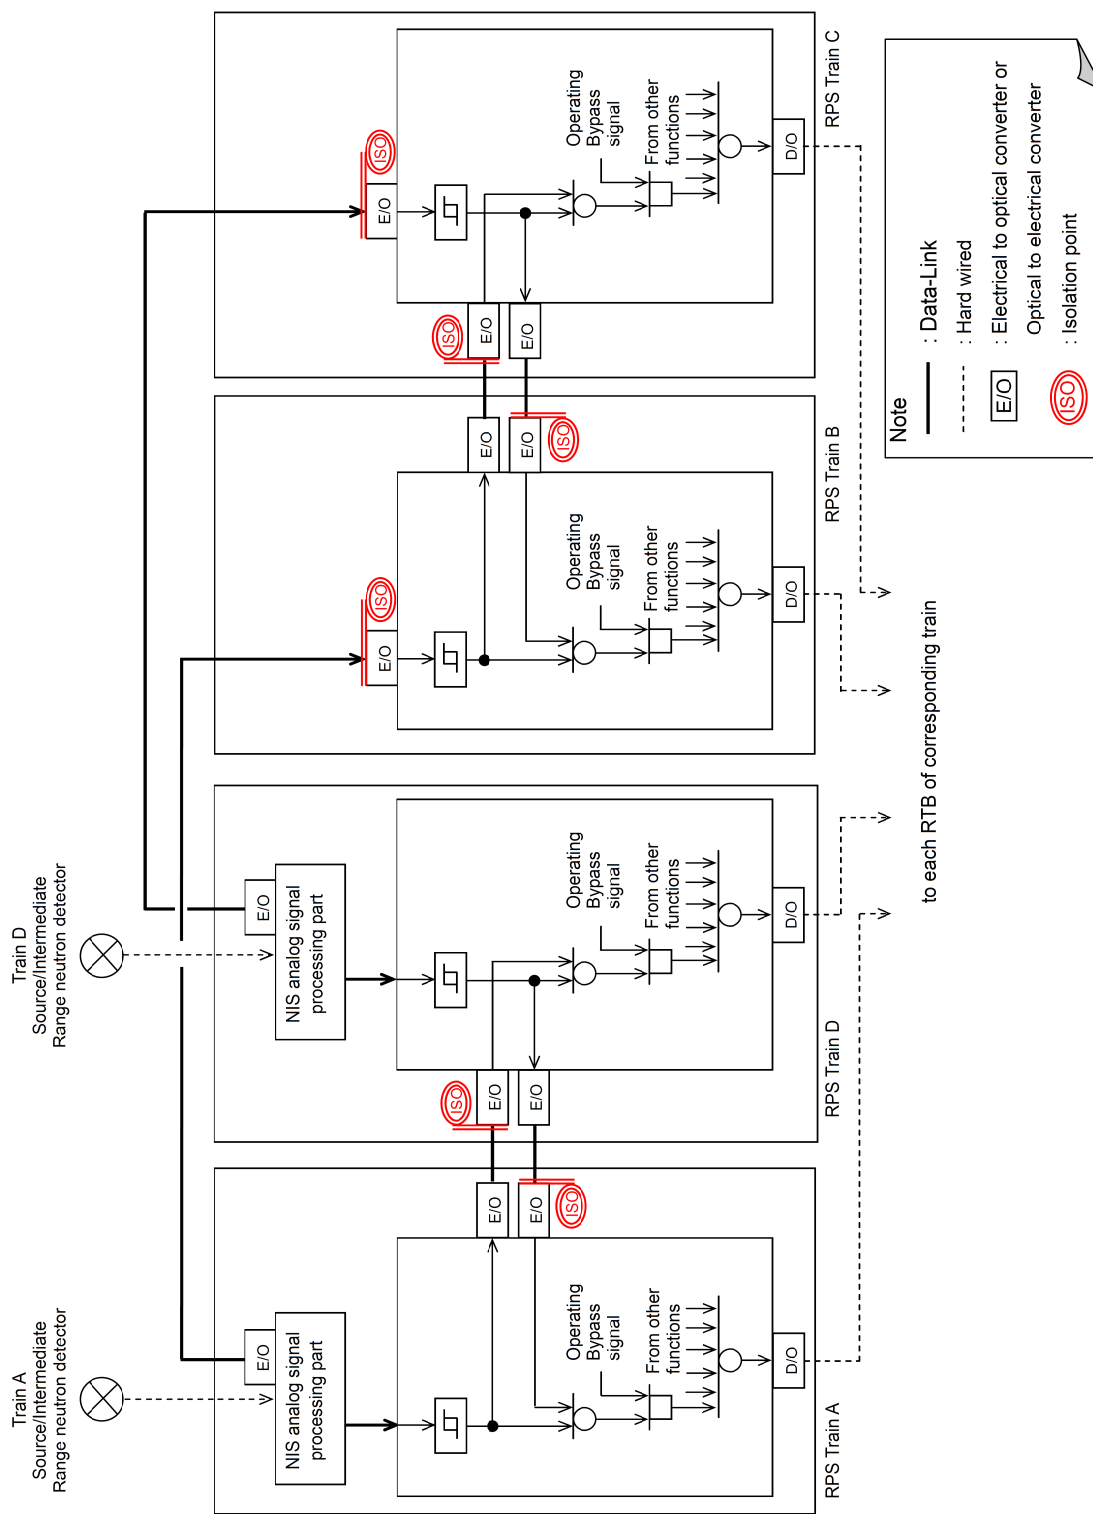 Train A
Source/Intermediate
Range neutron detector
Train D
Source/Intermediate
Range neutron detector
E/O
NIS analog signal
processing part
E/O
E/O
ISO
Operating
Bypass
signal
From other
functions
D/O
RPS Train A
E/O
NIS analog signal
processing part
ISO
E/O
E/O
Operating
Bypass
signal
From other
functions
D/O
RPS Train D
ISO
E/O
E/O
E/O
ISO
Operating
Bypass
signal
From other
functions
D/O
RPS Train B
ISO
E/O
ISO
E/O
E/O
Operating
Bypass
signal
From other
functions
D/O
RPS Train C
to each RTB of corresponding train
Note
: Data-Link
: Hard wired
E/O : Electrical to optical converter or
Optical to electrical converter
ISO : Isolation point